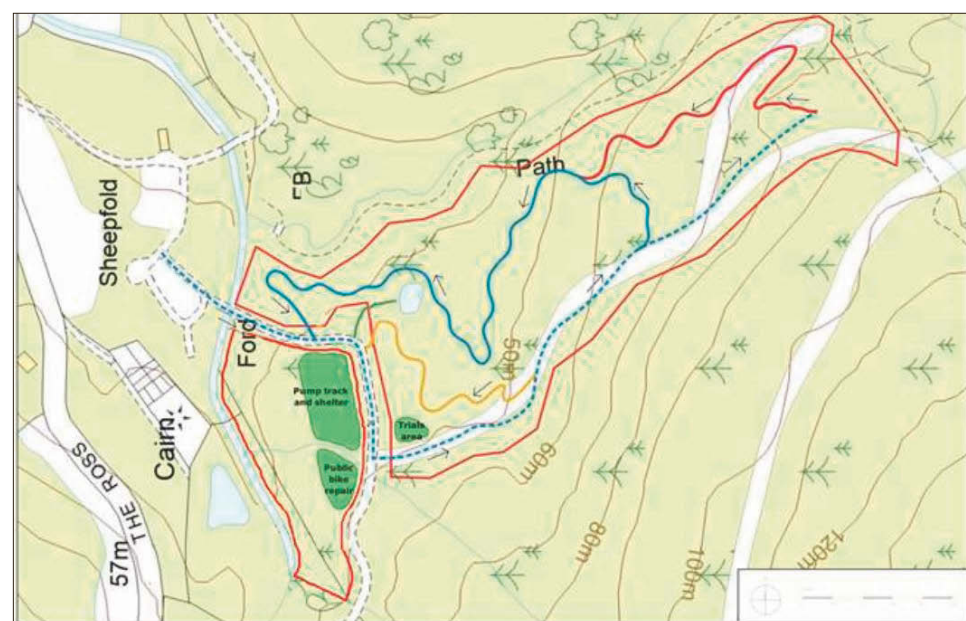 Path
FB
Sheepfold
Ford
50m
Pump track
and shelter
Trials
area
Cairn
Public
bike
repair
60m
THE ROSS
57m
80m
100m
120m